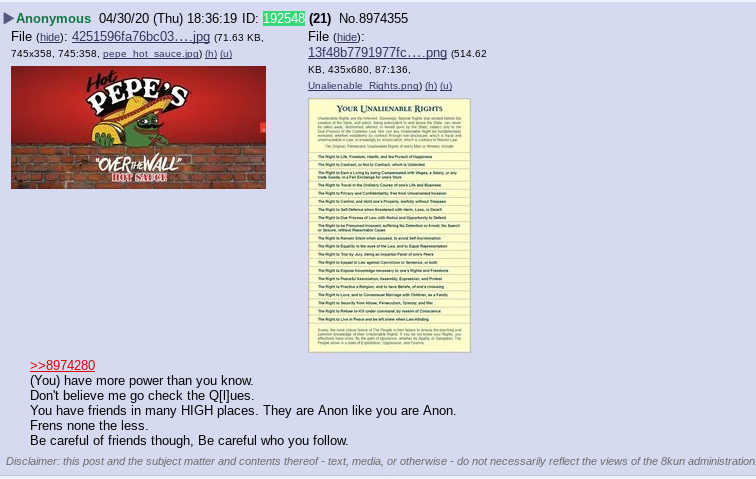 Anonymous 04/30/20 (Thu) 18:36:19 ID: 192548 (21) No.8974355
File (hide): 4251596fa76bc03….jpg (71.63 KB,
745x358, 745:358, pepe_hot_sauce.jpg) (h) (u)
Hot
PEPE'S
"OVER THE WALL"
HOT SAUCE
File (hide):
13f48b7791977fc….png (514.62
KB, 435x680, 87:136,
Unalienable_Rights.png) (h) (u)
YOUR UNALIENABLE RIGHTS
The Right to Life, Freedom, Health, and the Pursuit of Happiness
The Right to Contract, or Not to Contract, which is Unlimited
The Right to Earn a Living by being Compensated with Wages, a Salary, or any
trade Goods, in a Fair Exchange for one's Work
The Right to Travel in the Ordinary Course of one's Life and Business
The Right to Privacy and Confidentiality, free from Unwarranted Invasion
The Right to Control, and Hold one's Property, lawfully without Trespass
The Right to Self-Defense when threatened with Harm, Loss, or Deceit
The Right to Due Process of Law, with Notice and Opportunity to Defend
The Right to be Presumed Innocent, suffering No Detention or Arrest, No Search
or Seizure, without Reasonable Cause
The Right to Remain Silent when accused, to avoid Self-Incrimination
The Right to Equality in the eyes of the Law, and to Equal Representation
The Right to Trial by Jury, being an Impartial Panel of one's Peers
The Right to Appeal in Law against Conviction or Sentence, or both
The Right to Expose Knowledge necessary to one's Rights and Freedoms
The Right to Peaceful Association, Assembly, Expression, and Protest
The Right to Practice a Religion, and to have Beliefs, of one's choosing
The Right to Love, and to Consensual Marriage with Children, as a Family
The Right to Security from Abuse, Persecution, Tyranny, and War
The Right to Refuse to Kill under command, by reason of Conscience
The Right to Live in Peace and be left alone when Law-Abiding
>>8974280
(You) have more power than you know.
Don't believe me go check the Q[l]ues.
You have friends in many HIGH places. They are Anon like you are Anon.
Frens none the less.
Be careful of friends though, Be careful who you follow.
Disclaimer: this post and the subject matter and contents thereof - text, media, or otherwise - do not necessarily reflect the views of the 8kun administration.